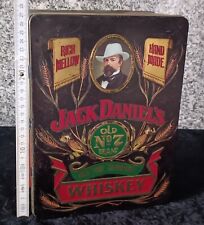 RICH
MELLOW
HAND
MADE
JACK DANIEL'S
OLD
No 7
BRAND
WHISKEY